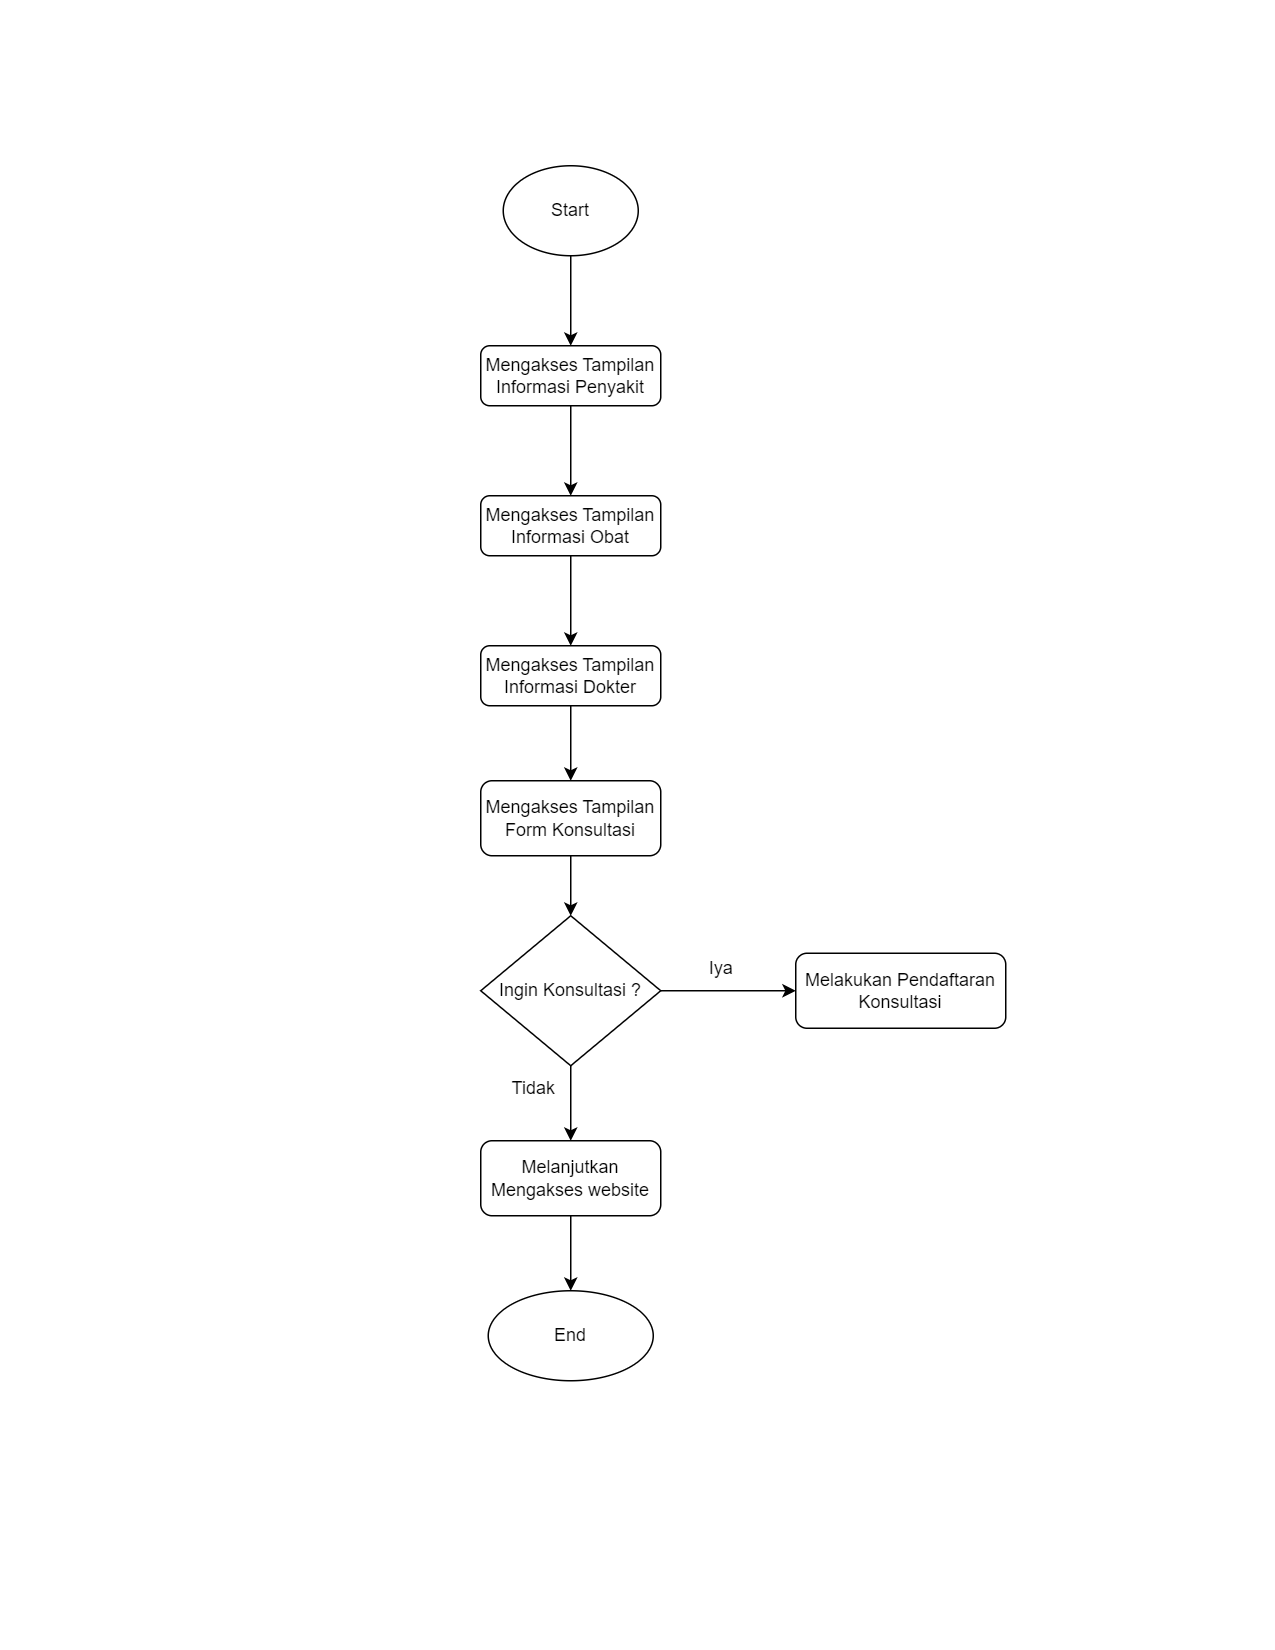 Start
Mengakses Tampilan
Informasi Penyakit
Mengakses Tampilan
Informasi Obat
Mengakses Tampilan
Informasi Dokter
Mengakses Tampilan
Form Konsultasi
Ingin Konsultasi ?
Iya
Melakukan Pendaftaran
Konsultasi
Tidak
Melanjutkan
Mengakses website
End